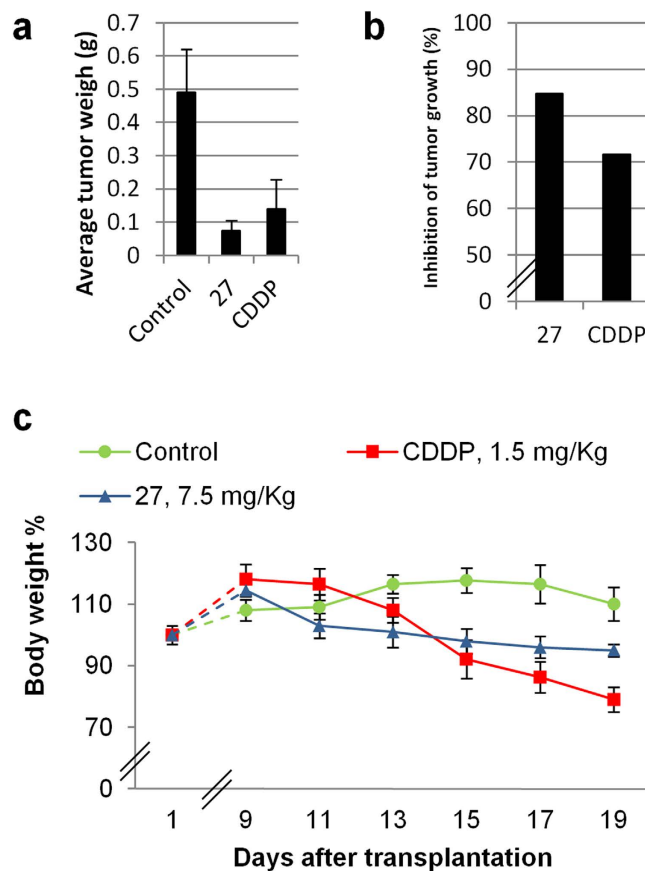 a
Average tumor weigh (g)
0.7
0.6
0.5
0.4
0.3
0.2
0.1
0
Control
27
CDDP
b
Inhibition of tumor growth (%)
100
90
80
70
50
0
27
CDDP
c
Control
CDDP, 1.5 mg/Kg
27, 7.5 mg/Kg
Body weight %
130
110
90
70
0
1 9 11 13 15 17 19
Days after transplantation